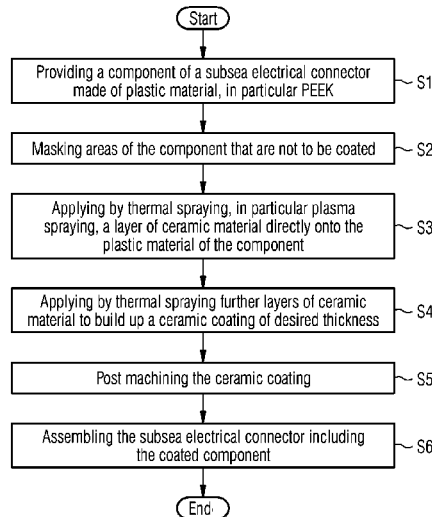 Start
Providing a component of a subsea electrical connector
made of plastic material, in particular PEEK
S1
Masking areas of the component that are not to be coated
S2
Applying by thermal spraying, in particular plasma
spraying, a layer of ceramic material directly onto the
plastic material of the component
S3
Applying by thermal spraying further layers of ceramic
material to build up a ceramic coating of desired thickness
S4
Post machining the ceramic coating
S5
Assembling the subsea electrical connector including
the coated component
S6
End